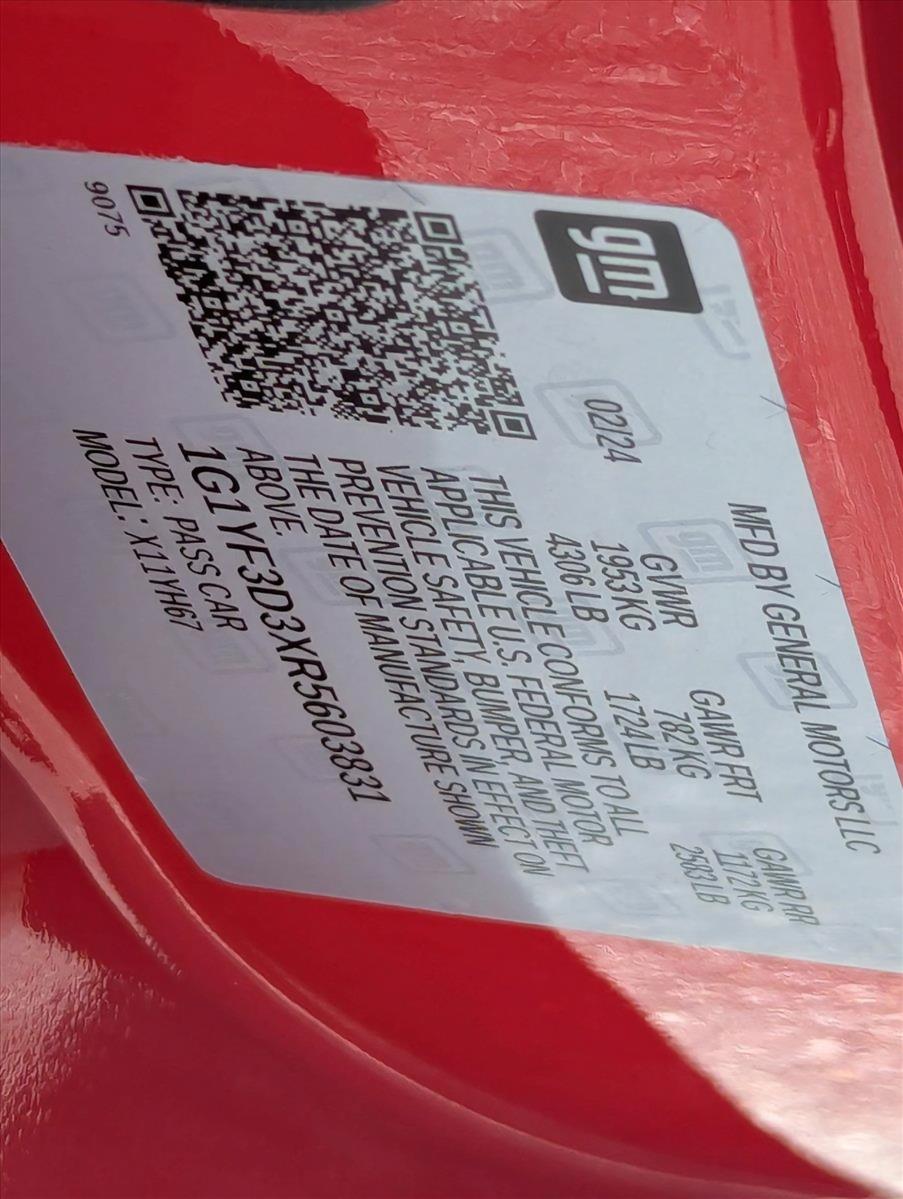 gm
MFD BY GENERAL MOTORS LLC
02/24
GVWR GAWR FRT GAWR RR
1953KG 782KG 1172KG
4306LB 1724LB 2583LB
THIS VEHICLE CONFORMS TO ALL
APPLICABLE U.S. FEDERAL MOTOR
VEHICLE SAFETY, BUMPER, AND THEFT
PREVENTION STANDARDS IN EFFECT ON
THE DATE OF MANUFACTURE SHOWN
ABOVE.
1G1YF3D3XR5603831
TYPE: PASS CAR
MODEL: X11YH67
9075